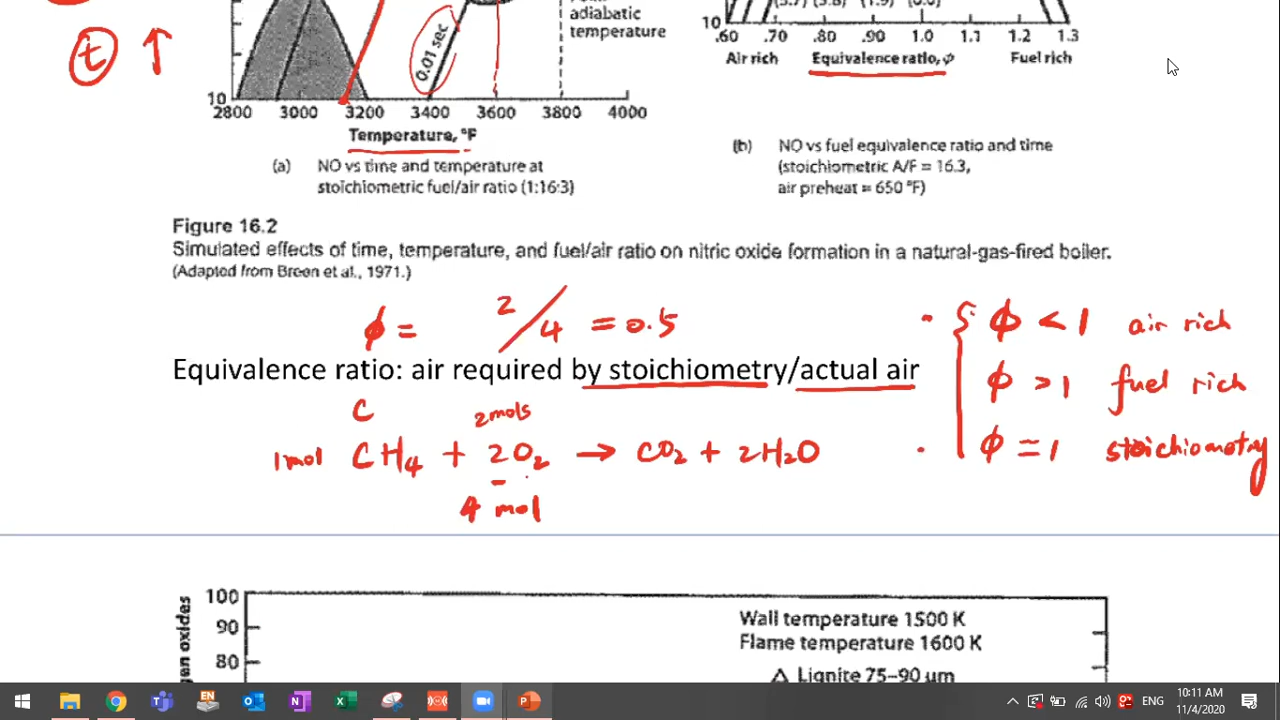 t ↑
0.01 sec
adiabatic
temperature
10
2800 3000 3200 3400 3600 3800 4000
Temperature, °F
(a) NO vs time and temperature at
stoichiometric fuel/air ratio (1:16:3)
10
.60 .70 .80 .90 1.0 1.1 1.2 1.3
Air rich Equivalence ratio, φ Fuel rich
(b) NO vs fuel equivalence ratio and time
(stoichiometric A/F = 16.3,
air preheat = 650 °F)
Figure 16.2
Simulated effects of time, temperature, and fuel/air ratio on nitric oxide formation in a natural-gas-fired boiler.
(Adapted from Breen et al., 1971.)
ϕ = 2/4 = 0.5
Equivalence ratio: air required by stoichiometry/actual air
C 2mols
1mol CH4 + 2O2 → CO2 + 2H2O
4 mol
ϕ < 1 air rich
ϕ > 1 fuel rich
ϕ = 1 stoichiometry
100
90
80
gen oxides
Wall temperature 1500 K
Flame temperature 1600 K
Δ Lignite 75–90 μm
ENG
10:11 AM
11/4/2020